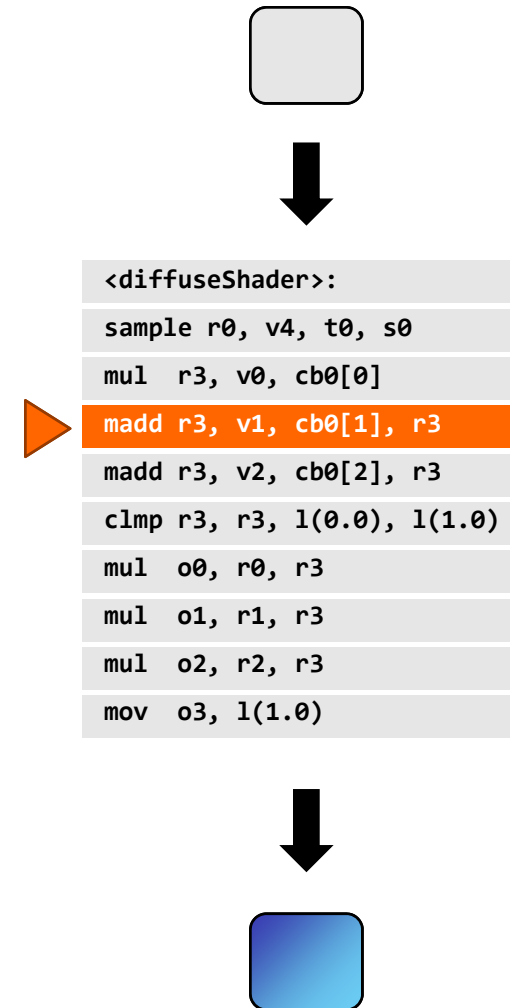 <diffuseShader>:
sample r0, v4, t0, s0
mul  r3, v0, cb0[0]
madd r3, v1, cb0[1], r3
madd r3, v2, cb0[2], r3
clmp r3, r3, l(0.0), l(1.0)
mul  o0, r0, r3
mul  o1, r1, r3
mul  o2, r2, r3
mov  o3, l(1.0)